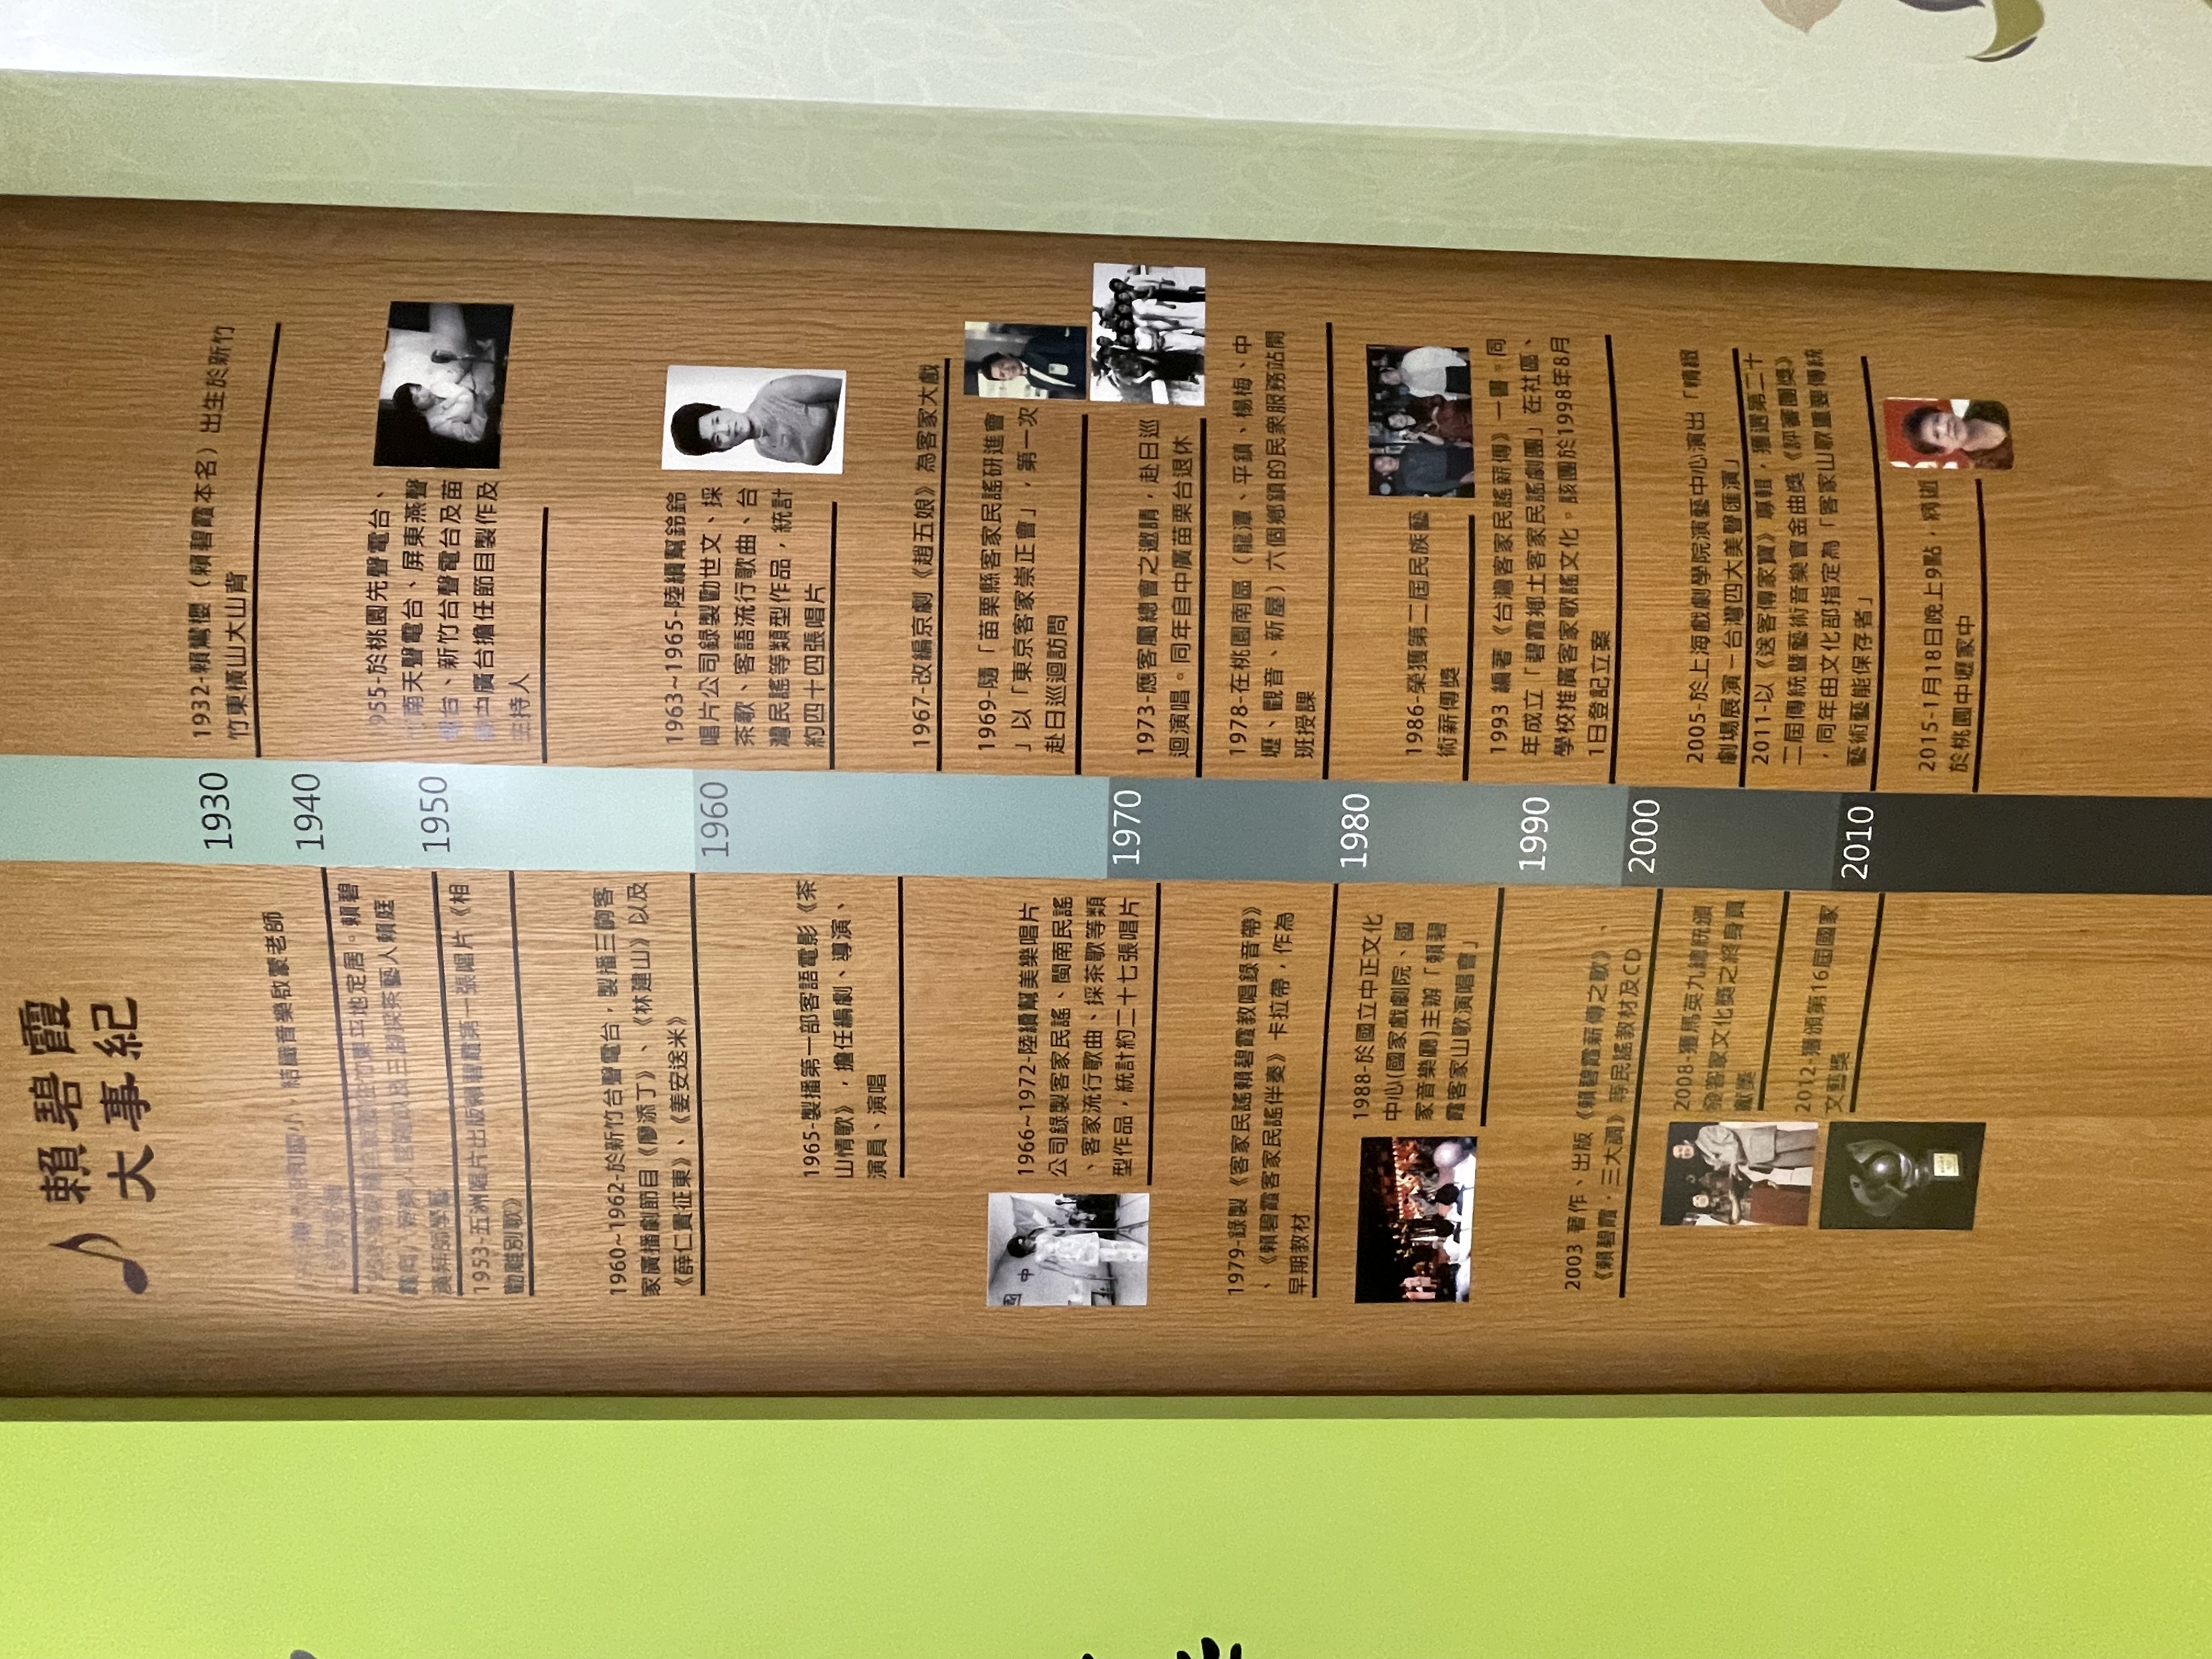 賴碧霞
大事紀
1930
1932-賴鸞櫻（賴碧霞本名）出生於新竹
竹東橫山大山背
國小，結識音樂啟蒙老師
1940
竹東平地定居。賴碧
三腳採茶藝人賴庭
漢拜師學藝
1950
1953-五洲唱片出版賴碧霞第一張唱片《相
勸離別歌》
1955-於桃園先聲電台、
南天聲電台、屏東燕聲
電台、新竹台聲電台及苗
中廣台擔任節目製作及
主持人
1960~1962-於新竹台聲電台，製播三齣客
家廣播劇節目《廖添丁》、《林建山》以及
《薛仁貴征東》、《姜安送米》
1960
1963~1965-陸續幫鈴鈴
唱片公司錄製勸世文、採
茶歌、客語流行歌曲、台
灣民謠等類型作品，統計
約四十四張唱片
1965-製播第一部客語電影《茶
山情歌》，擔任編劇、導演、
演員、演唱
1967-改編京劇《趙五娘》為客家大戲
1969-隨「苗栗縣客家民謠研進會
」以「東京客家崇正會」，第一次
赴日巡迴訪問
國中
1966~1972-陸續幫美樂唱片
公司錄製客家民謠、閩南民謠
、客家流行歌曲、採茶歌等類
型作品，統計約二十七張唱片
1970
1973-應客屬總會之邀請，赴日巡
迴演唱。同年自中廣苗栗台退休
1979-錄製《客家民謠賴碧霞教唱錄音帶》
、《賴碧霞客家民謠伴奏》卡拉帶，作為
早期教材
1978-在桃園南區（龍潭、平鎮、楊梅、中
壢、觀音、新屋）六個鄉鎮的民眾服務站開
班授課
1980
1988-於國立中正文化
中心(國家戲劇院、國
家音樂廳)主辦「賴碧
霞客家山歌演唱會」
1986-榮獲第二屆民族藝
術薪傳獎
1990
1993 編著《台灣客家民謠薪傳》一書。同
年成立「碧霞鄉土客家民謠劇團」在社區、
學校推廣客家歌謠文化。該團於1998年8月
1日登記立案
2003 著作、出版《賴碧霞薪傳之歌》、
《賴碧霞．三大調》等民謠教材及CD
2000
2008-獲馬英九總統頒
發客家文化獎之終身貢
獻獎
2005-於上海戲劇學院演藝中心演出「精緻
劇場展演－台灣四大美聲匯演」
2011-以《送客傳家寶》專輯，獲選第二十
二屆傳統暨藝術音樂會金曲獎《評審團獎》
，同年由文化部指定為「客家山歌重要傳統
藝術藝能保存者」
2012-獲頒第16屆國家
文藝獎
2010
2015-1月18日晚上9點，病逝
於桃園中壢家中